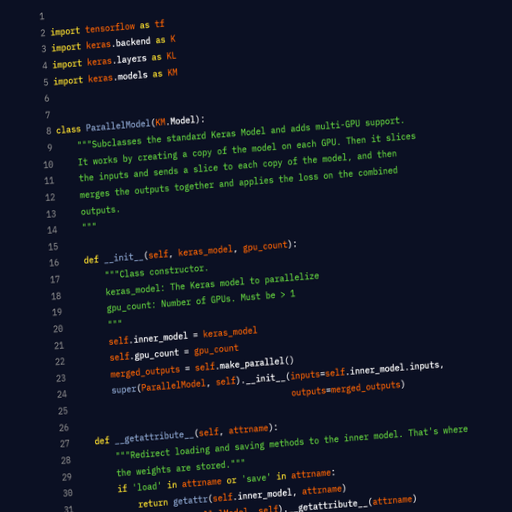 1
2 import tensorflow as tf
3 import keras.backend as K
4 import keras.layers as KL
5 import keras.models as KM
6
7
8 class ParallelModel(KM.Model):
9 """Subclasses the standard Keras Model and adds multi-GPU support.
10 It works by creating a copy of the model on each GPU. Then it slices
11 the inputs and sends a slice to each copy of the model, and then
12 merges the outputs together and applies the loss on the combined
13 outputs.
14 """
15
16 def __init__(self, keras_model, gpu_count):
17 """Class constructor.
18 keras_model: The Keras model to parallelize
19 gpu_count: Number of GPUs. Must be > 1
20 """
21 self.inner_model = keras_model
22 self.gpu_count = gpu_count
23 merged_outputs = self.make_parallel()
24 super(ParallelModel, self).__init__(inputs=self.inner_model.inputs,
25 outputs=merged_outputs)
26
27 def __getattribute__(self, attrname):
28 """Redirect loading and saving methods to the inner model. That's where
29 the weights are stored."""
30 if 'load' in attrname or 'save' in attrname:
31 return getattr(self.inner_model, attrname)
self).__getattribute__(attrname)